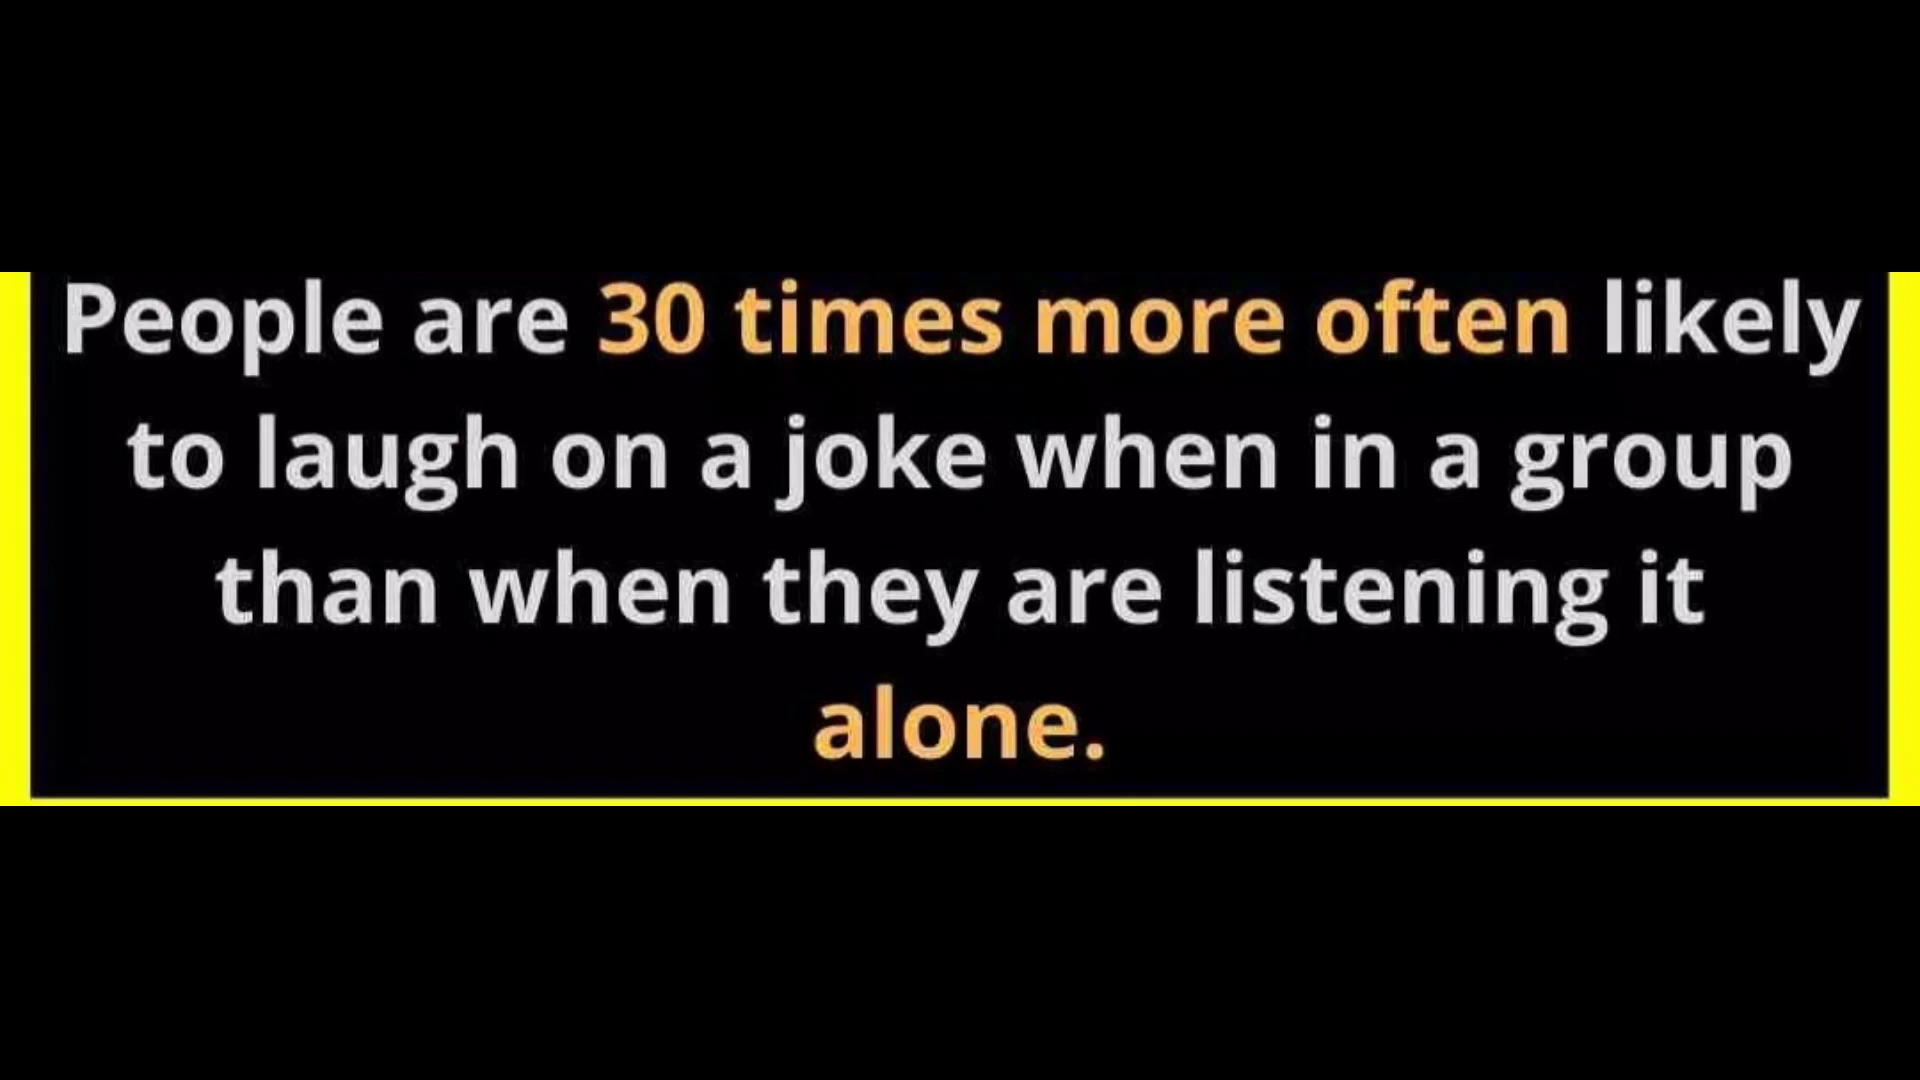 People are 30 times more often likely
to laugh on a joke when in a group
than when they are listening it
alone.